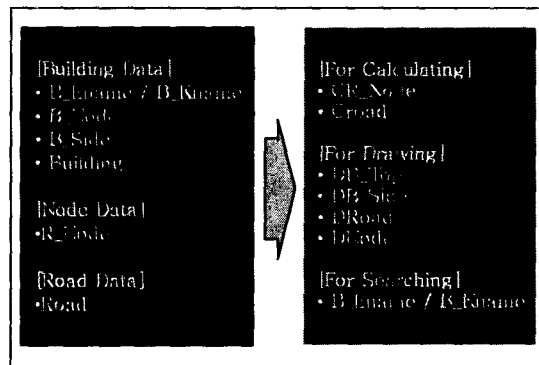 [Building Data]
• B_Ename / B_Kname
• B_Node
• B_Side
• Building
[Node Data]
•R_Node
[Road Data]
•Road
[For Calculating]
• CR_Node
• Croad
[For Drawing]
• DB_Top
• DB_Side
• DRoad
• DNode
[For Searching]
• B_Ename / B_Kname